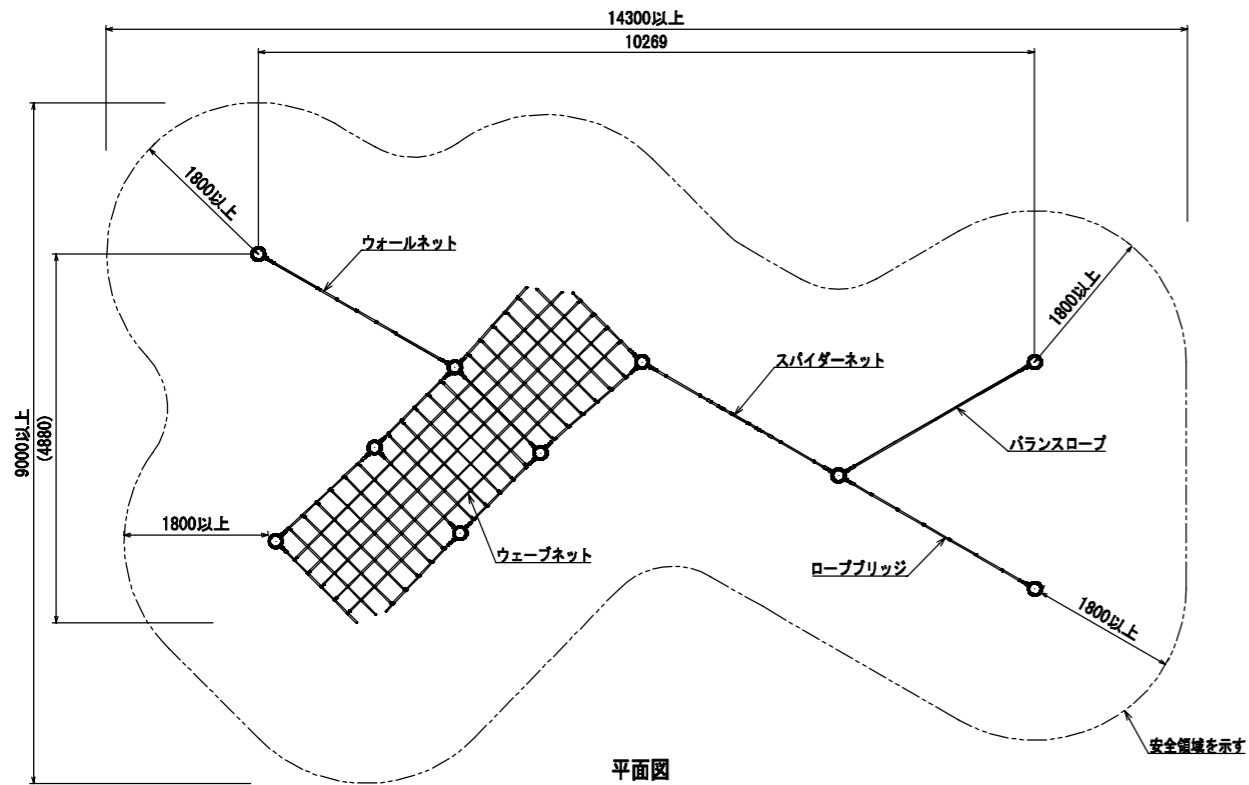 14300以上
10269
1800以上
ウォールネット
1800以上
スパイダーネット
9000以上
(4880)
バランスロープ
1800以上
ウェーブネット
ロープブリッジ
1800以上
安全領域を示す
平面図